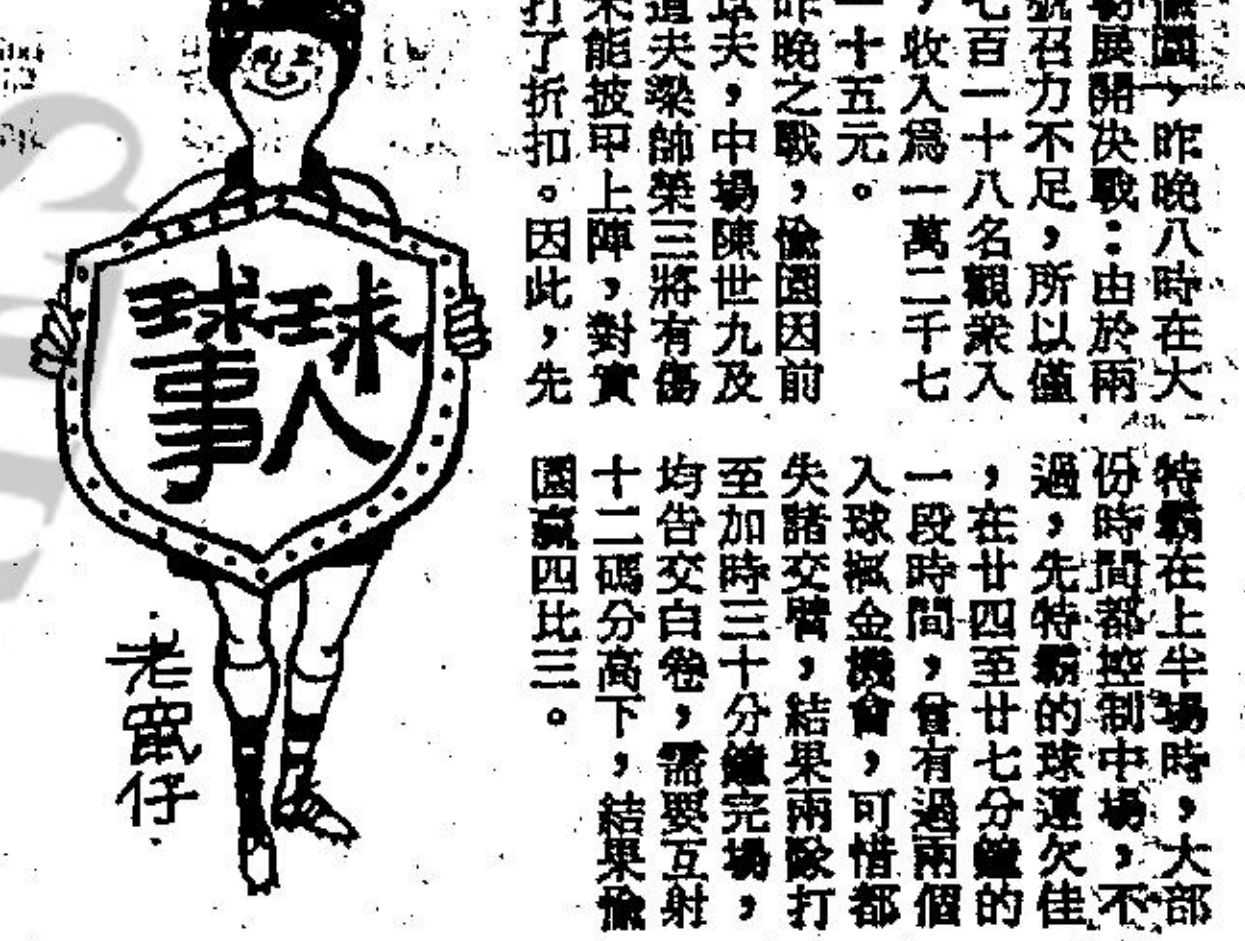 愉園,昨晚八時在大
場展開决戰:由於兩
號召力不足,所以僅
七百一十八名觀衆入
,收入爲一萬二千七
一十五元。
昨晚之戰,愉園因前
夫,中場陳世九及
道夫梁師榮三將有傷
未能披甲上陣,對實
打了折扣。因此,先
特霸在上半場時,大部
份時間都控制中場,不
過,先特霸的球運欠佳
,在廿四至廿七分鐘的
一段時間,曾有過兩個
入球黃金機會,可惜都
失諸交臂,結果兩隊打
至加時三十分鐘完場,
均告交白卷,需要互射
十二碼分高下,結果愉
園贏四比三。
球人
球事
老鼠仔